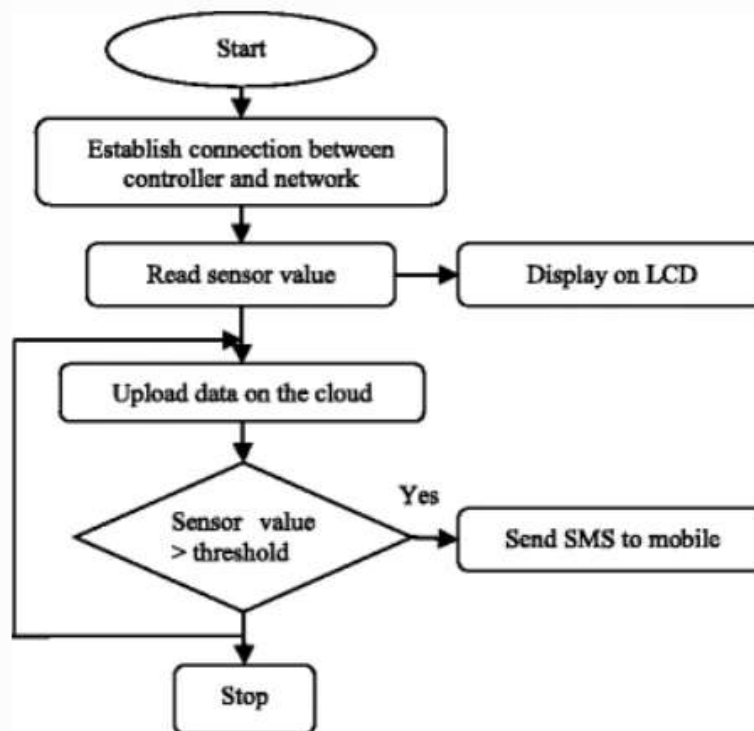 Start
Establish connection between
controller and network
Read sensor value
Display on LCD
Upload data on the cloud
Yes
Sensor value
> threshold
Send SMS to mobile
Stop